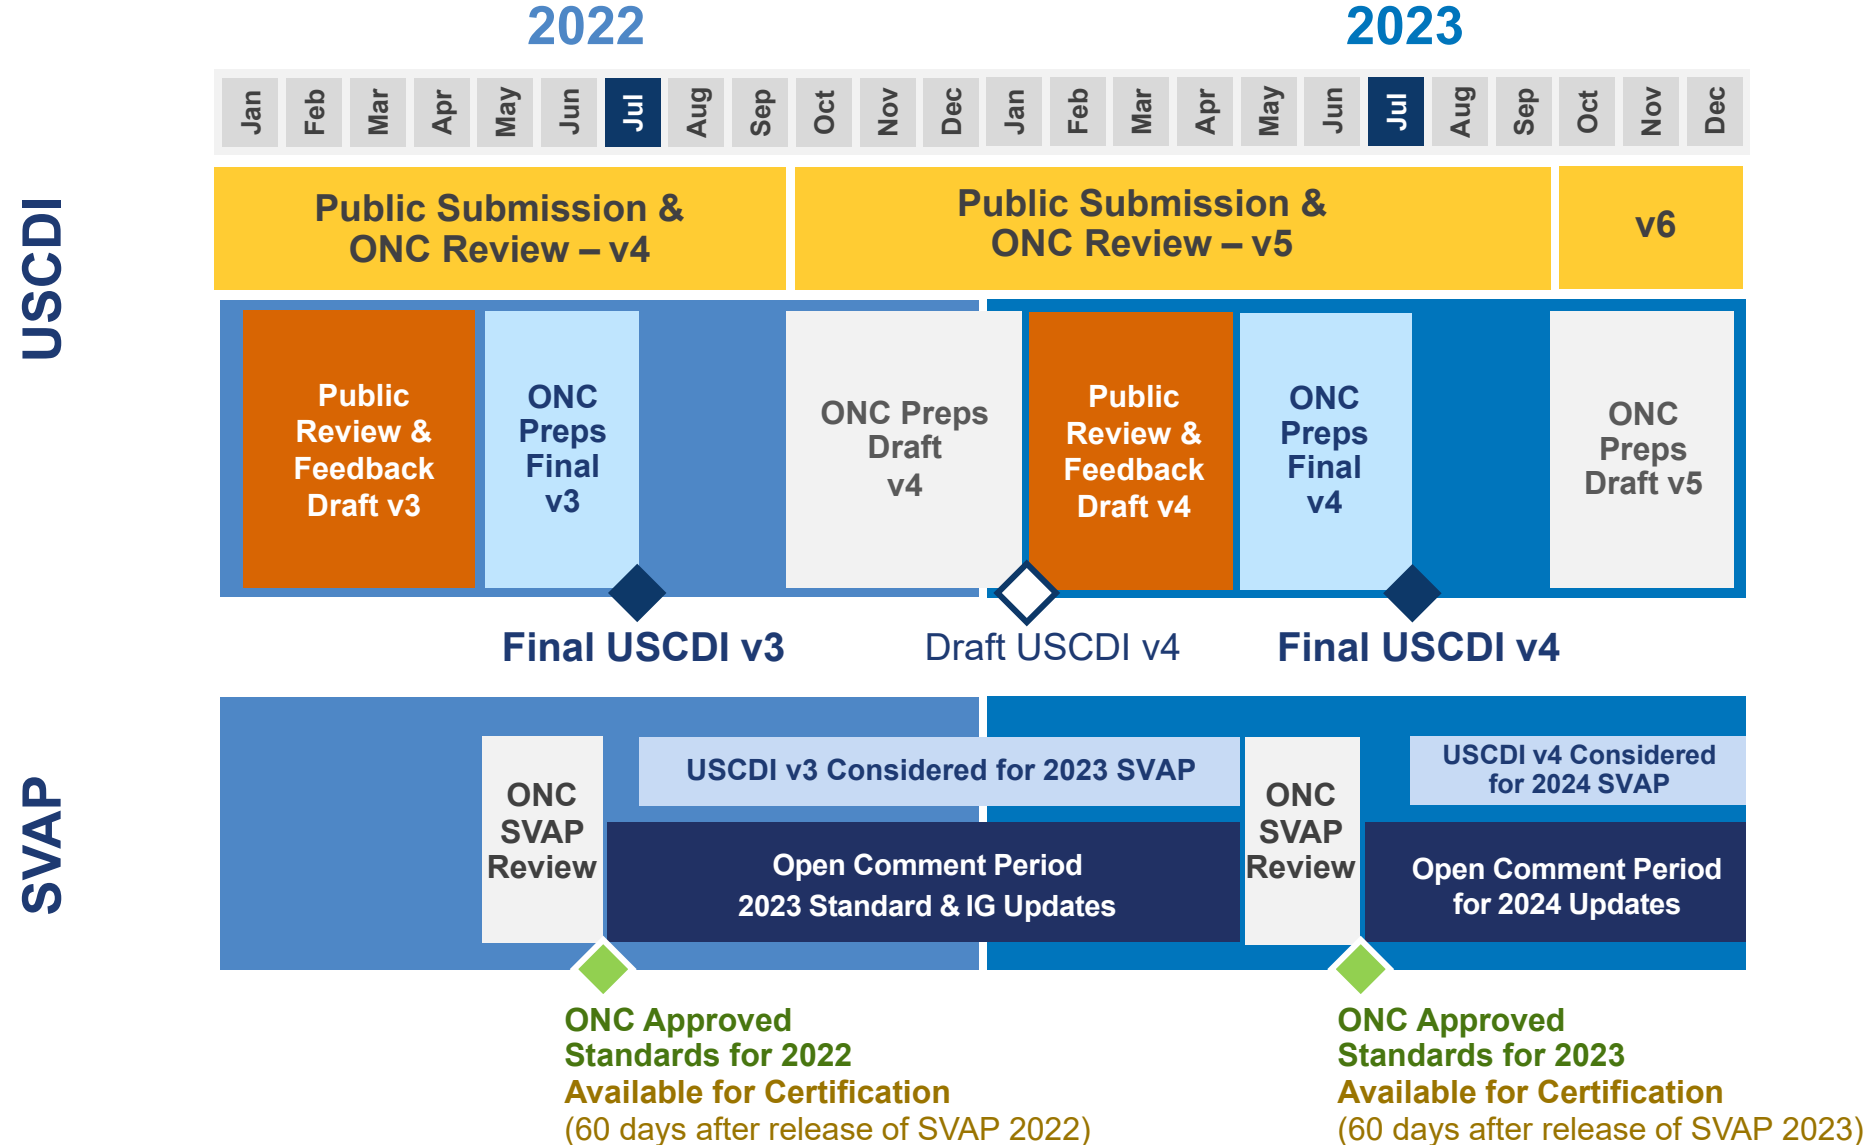 2022
2023
Jan Feb Mar Apr May Jun Jul Aug Sep Oct Nov Dec Jan Feb Mar Apr May Jun Jul Aug Sep Oct Nov Dec
USCDI
Public Submission &
ONC Review – v4
Public Submission &
ONC Review – v5
v6
Public
Review &
Feedback
Draft v3
ONC
Preps
Final
v3
ONC Preps
Draft
v4
Public
Review &
Feedback
Draft v4
ONC
Preps
Final
v4
ONC
Preps
Draft v5
Final USCDI v3
Draft USCDI v4
Final USCDI v4
SVAP
ONC
SVAP
Review
USCDI v3 Considered for 2023 SVAP
Open Comment Period
2023 Standard & IG Updates
ONC
SVAP
Review
USCDI v4 Considered
for 2024 SVAP
Open Comment Period
for 2024 Updates
ONC Approved
Standards for 2022
Available for Certification
(60 days after release of SVAP 2022)
ONC Approved
Standards for 2023
Available for Certification
(60 days after release of SVAP 2023)